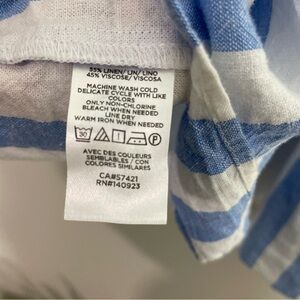 55% LINEN/ LIN/ LINO
45% VISCOSE/ VISCOSA
MACHINE WASH COLD
DELICATE CYCLE WITH LIKE
COLORS
ONLY NON-CHLORINE
BLEACH WHEN NEEDED
LINE DRY
WARM IRON WHEN NEEDED
30 P
AVEC DES COULEURS
SEMBLABLES / CON
COLORES SIMILARES
CA#57421
RN#140923